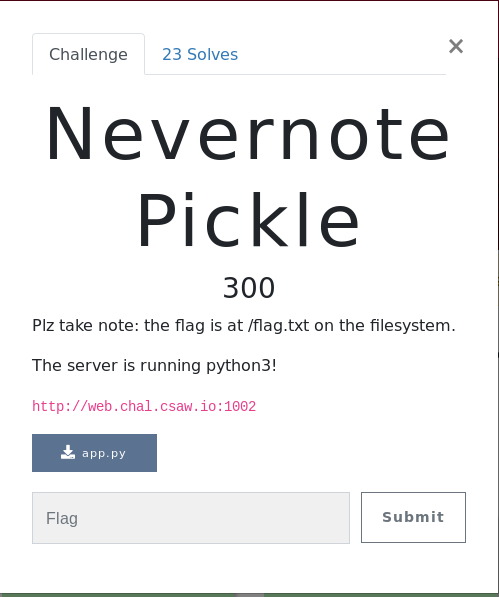 Challenge
23 Solves
×
Nevernote
Pickle
300
Plz take note: the flag is at /flag.txt on the filesystem.
The server is running python3!
http://web.chal.csaw.io:1002
app.py
Flag
Submit